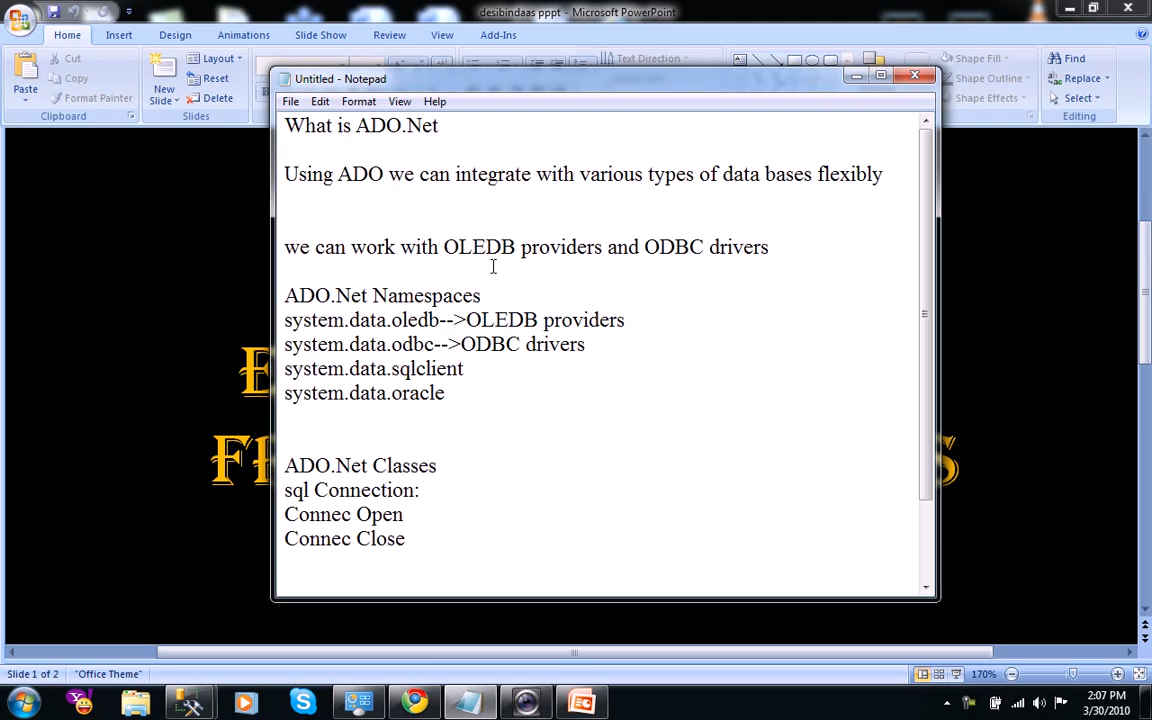 desibindaas pppt - Microsoft PowerPoint
Home Insert Design Animations Slide Show Review View Add-Ins
Cut
Copy
Format Painter
Paste
Clipboard
New
Slide
Layout
Reset
Delete
Slides
Text Direction
Shape Fill
Shape Outline
Shape Effects
Find
Replace
Select
Editing
Untitled - Notepad
File Edit Format View Help
What is ADO.Net
Using ADO we can integrate with various types of data bases flexibly
we can work with OLEDB providers and ODBC drivers
ADO.Net Namespaces
system.data.oledb-->OLEDB providers
system.data.odbc-->ODBC drivers
system.data.sqlclient
system.data.oracle
ADO.Net Classes
sql Connection:
Connec Open
Connec Close
Slide 1 of 2 "Office Theme" 170%
2:07 PM
3/30/2010